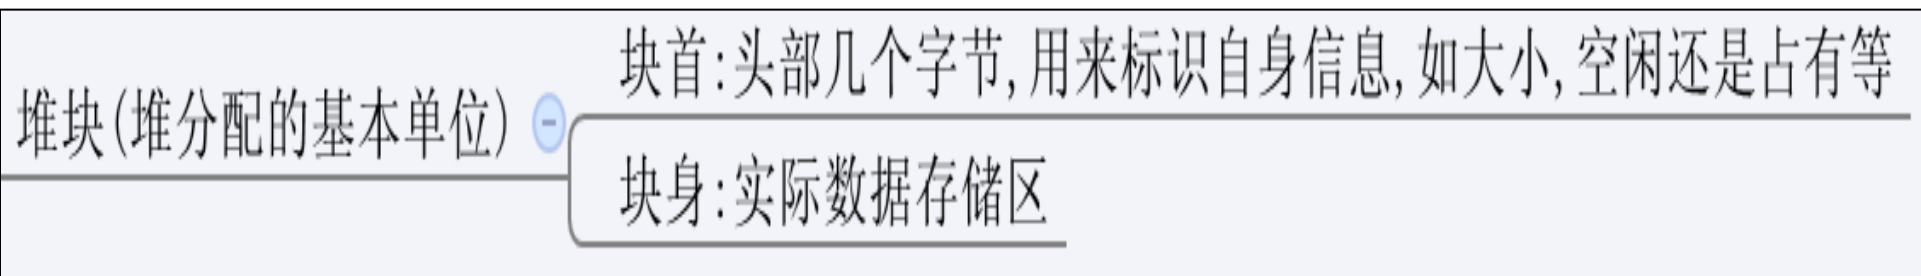 堆块(堆分配的基本单位)
块首:头部几个字节,用来标识自身信息,如大小,空闲还是占有等
块身:实际数据存储区